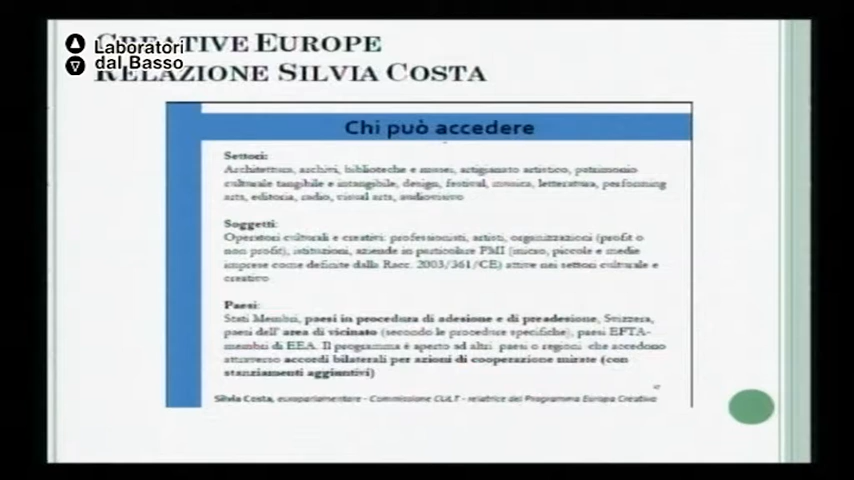 CREATIVE EUROPE
RELAZIONE SILVIA COSTA
Laboratori
dal Basso
Chi può accedere
Settori:
Architettura, archivi, biblioteche e musei, artigianato artistico, patrimonio
culturale tangibile e intangibile, design, festival, musica, letteratura, performing
arts, editoria, radio, visual arts, audiovisivo
Soggetti:
Operatori culturali e creativi: professionisti, artisti, organizzazioni (profit o
non profit), istituzioni, aziende in particolare PMI (micro, piccole e medie
imprese come definite dalla Racc. 2003/361/CE) attive nei settori culturale e
creativo
Paesi:
Stati Membri, paesi in procedura di adesione e di preadesione, Svizzera,
paesi dell' area di vicinato (secondo le procedure specifiche), paesi EFTA-
membri di EEA. Il programma è aperto ad altri paesi o regioni che accedono
attraverso accordi bilaterali per azioni di cooperazione mirate (con
stanziamenti aggiuntivi)
Silvia Costa, europarlamentare - Commissione CULT - relatrice del Programma Europa Creativa